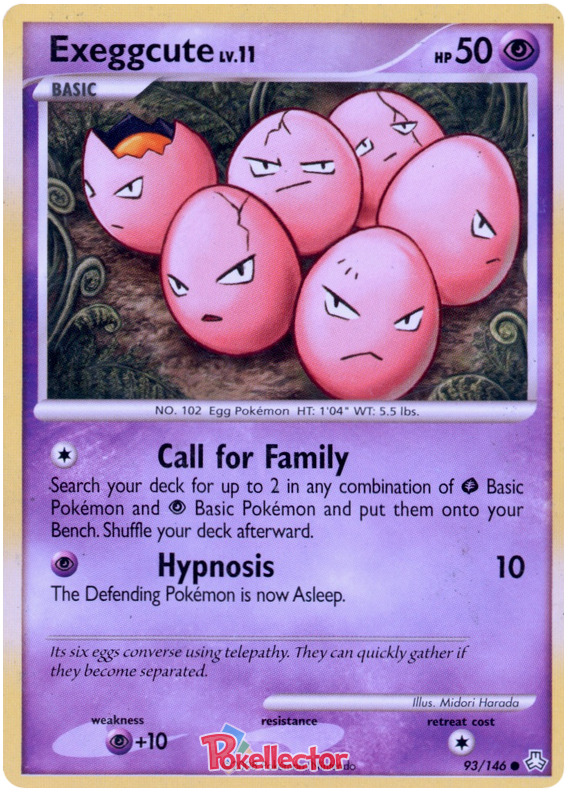 Exeggcute LV.11 HP 50
BASIC
NO. 102 Egg Pokémon HT: 1'04" WT: 5.5 lbs.
Call for Family
Search your deck for up to 2 in any combination of Basic
Pokémon and Basic Pokémon and put them onto your
Bench. Shuffle your deck afterward.
Hypnosis 10
The Defending Pokémon is now Asleep.
Its six eggs converse using telepathy. They can quickly gather if
they become separated.
Illus. Midori Harada
weakness resistance retreat cost
+10
Pokellector
93/146